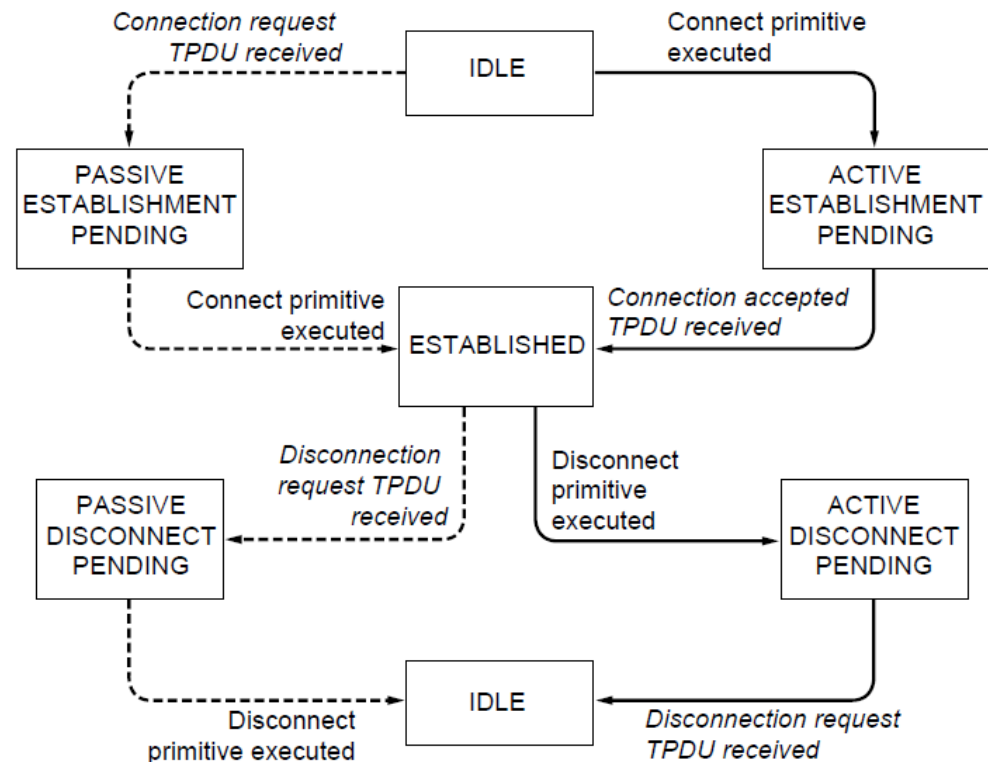 Connection request
TPDU received
IDLE
Connect primitive
executed
PASSIVE
ESTABLISHMENT
PENDING
ACTIVE
ESTABLISHMENT
PENDING
Connect primitive
executed
ESTABLISHED
Connection accepted
TPDU received
Disconnection
request TPDU
received
Disconnect
primitive
executed
PASSIVE
DISCONNECT
PENDING
ACTIVE
DISCONNECT
PENDING
Disconnect
primitive executed
IDLE
Disconnection request
TPDU received